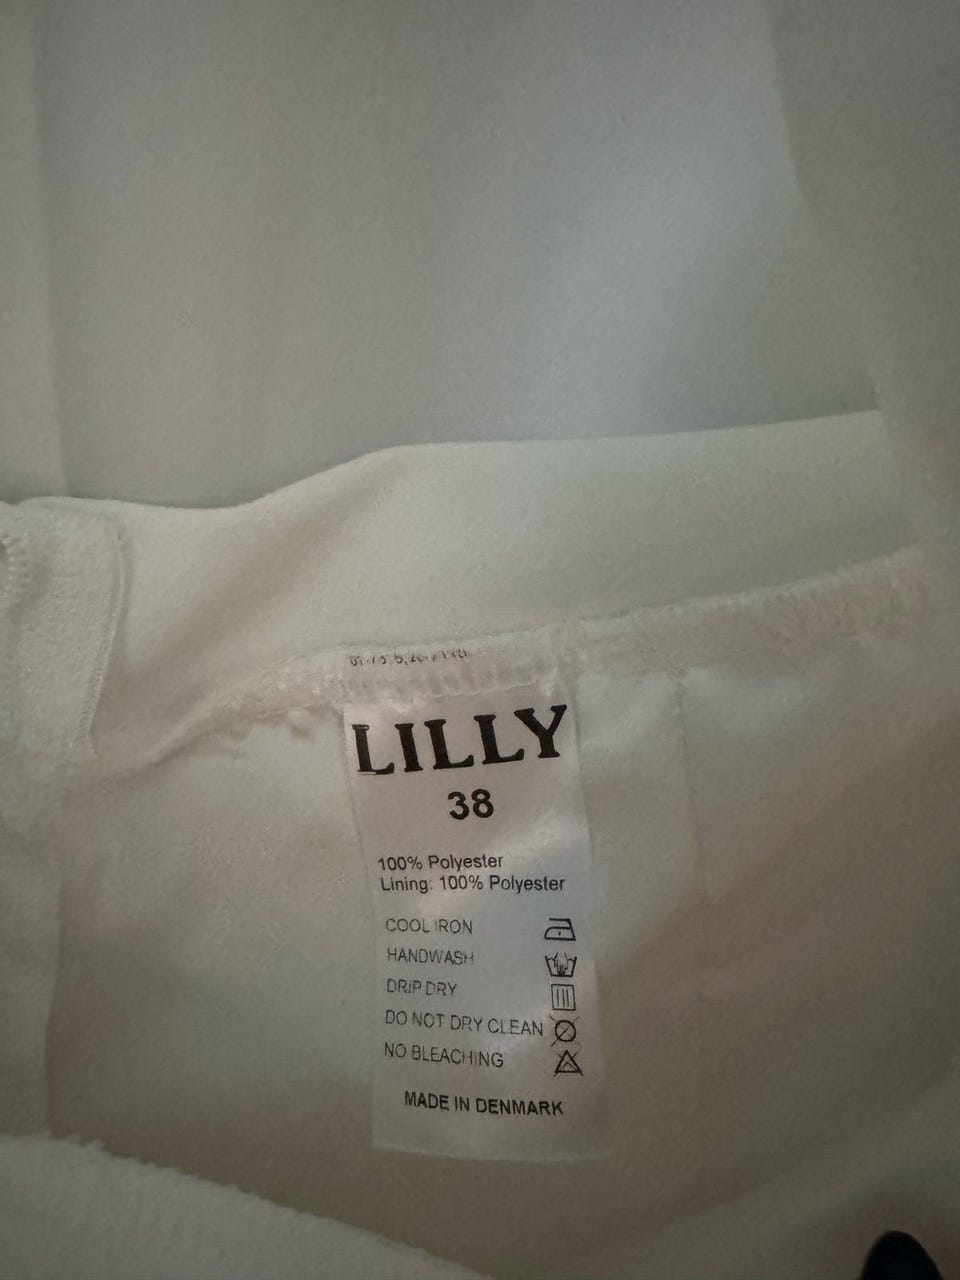 LILLY
38
100% Polyester
Lining: 100% Polyester
COOL IRON
HANDWASH
DRIP DRY
DO NOT DRY CLEAN
NO BLEACHING
MADE IN DENMARK